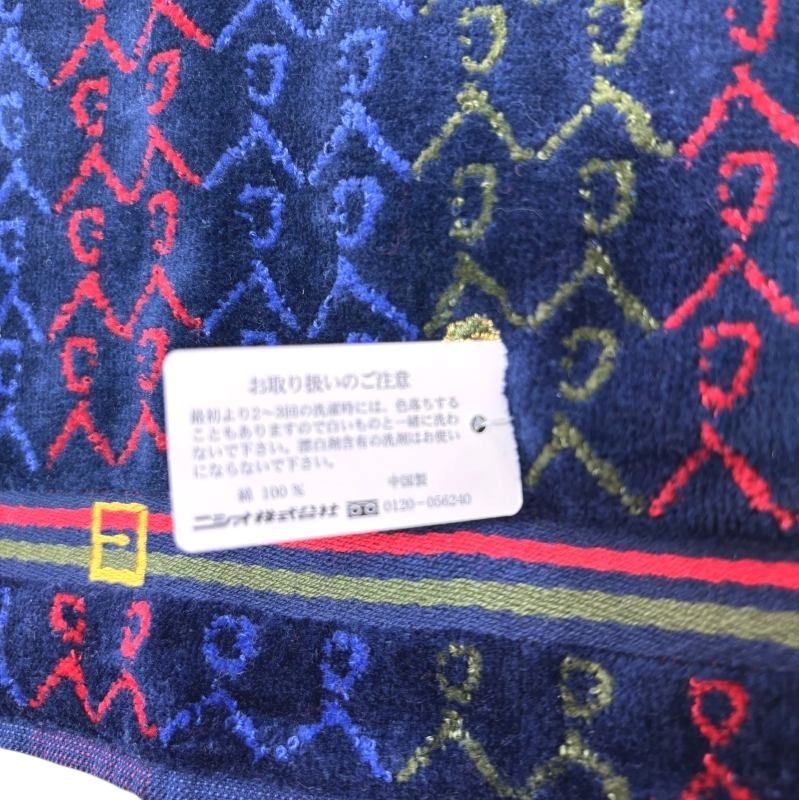 お取り扱いのご注意
最初より2〜3回の洗濯時には、色落ちする
こともありますので白いものと一緒に洗わ
ないで下さい。漂白剤含有の洗剤はお使い
にならないで下さい。
綿 100% 中国製
ニシオ株式会社 0120-056240